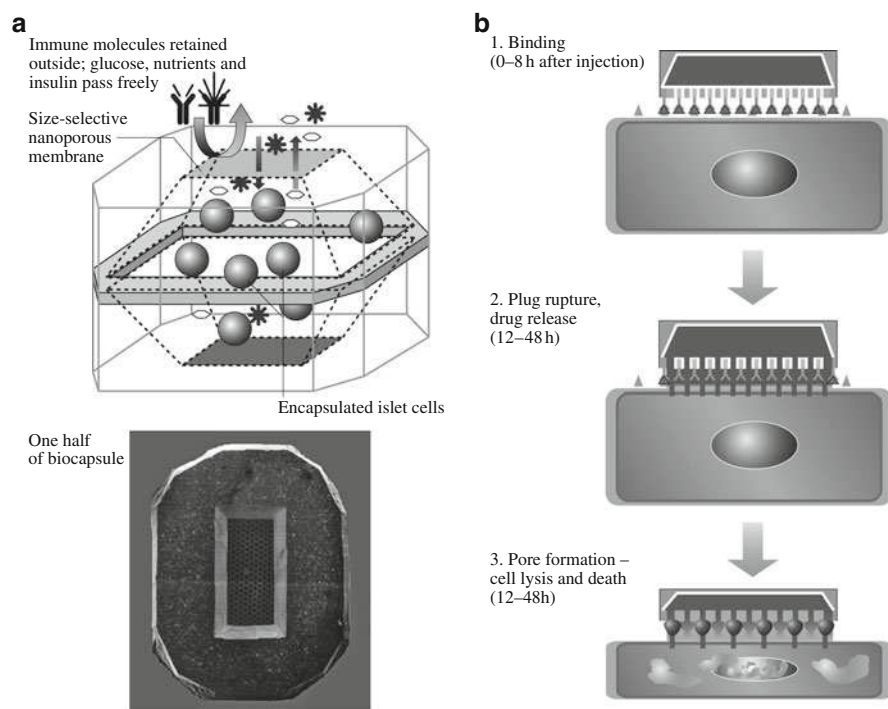 a
Immune molecules retained
outside; glucose, nutrients and
insulin pass freely
Size-selective
nanoporous
membrane
Encapsulated islet cells
One half
of biocapsule
b
1. Binding
(0–8 h after injection)
2. Plug rupture,
drug release
(12–48 h)
3. Pore formation –
cell lysis and death
(12–48h)